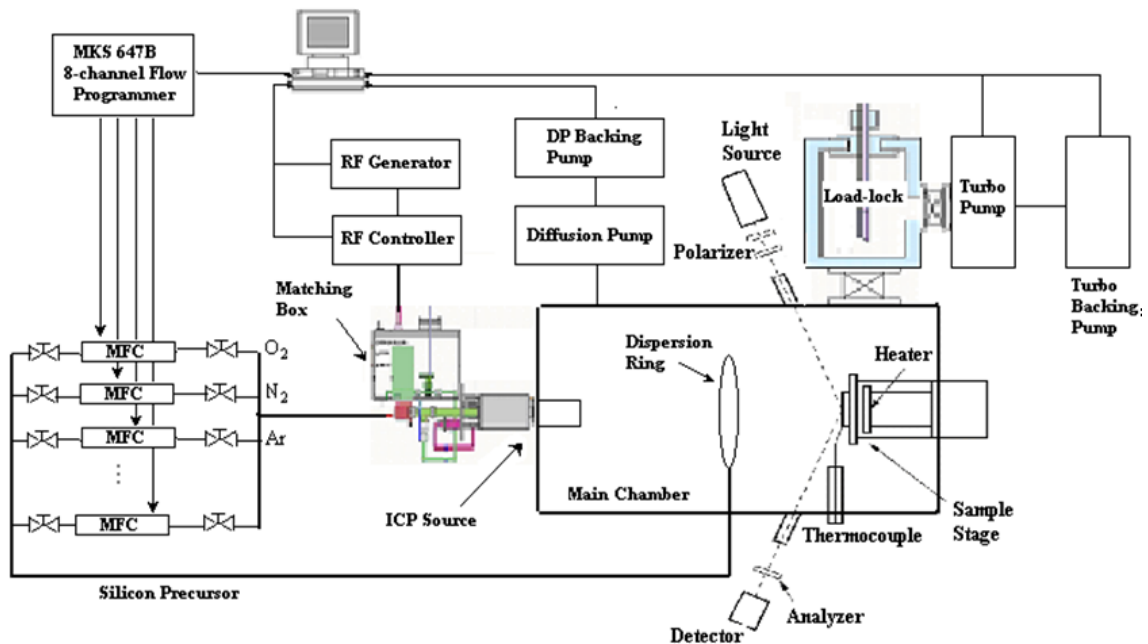 MKS 647B
8-channel Flow
Programmer
RF Generator
RF Controller
DP Backing
Pump
Diffusion Pump
Light
Source
Polarizer
Load-lock
Turbo
Pump
Turbo
Backing
Pump
Matching
Box
MFC
O2
MFC
N2
MFC
Ar
MFC
Dispersion
Ring
Heater
Main Chamber
ICP Source
Sample
Stage
Thermocouple
Silicon Precursor
Analyzer
Detector